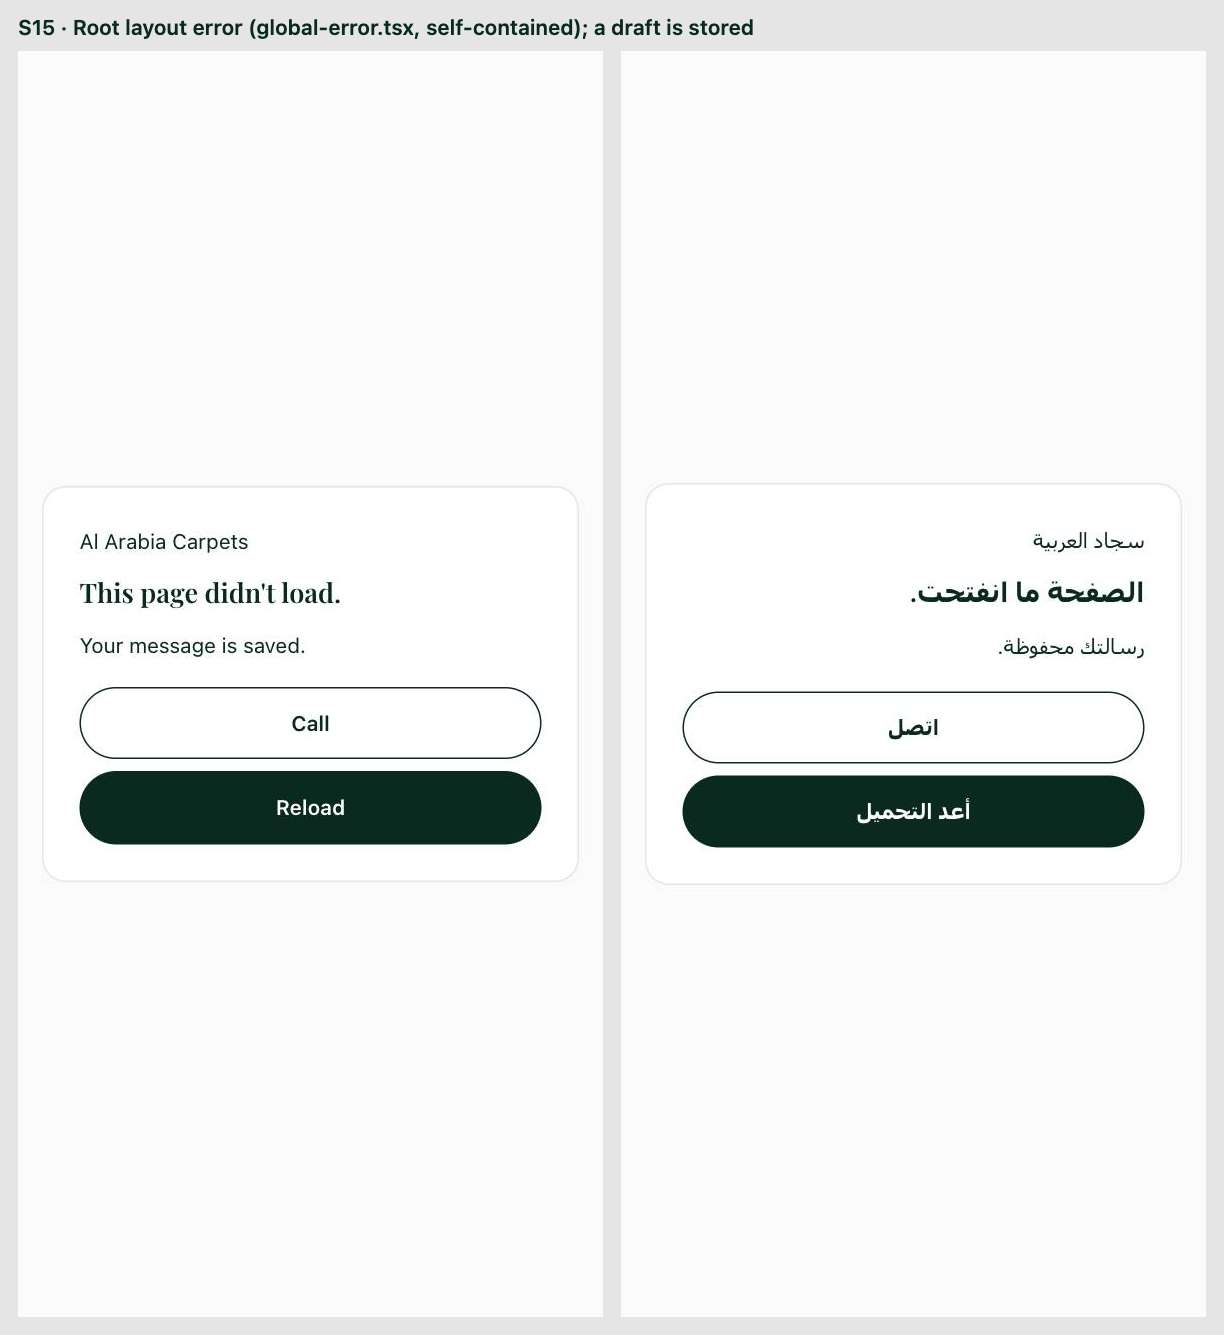 S15 · Root layout error (global-error.tsx, self-contained); a draft is stored
Al Arabia Carpets
This page didn't load.
Your message is saved.
Call
Reload
سجاد العربية
الصفحة ما انفتحت.
رسالتك محفوظة.
اتصل
أعد التحميل